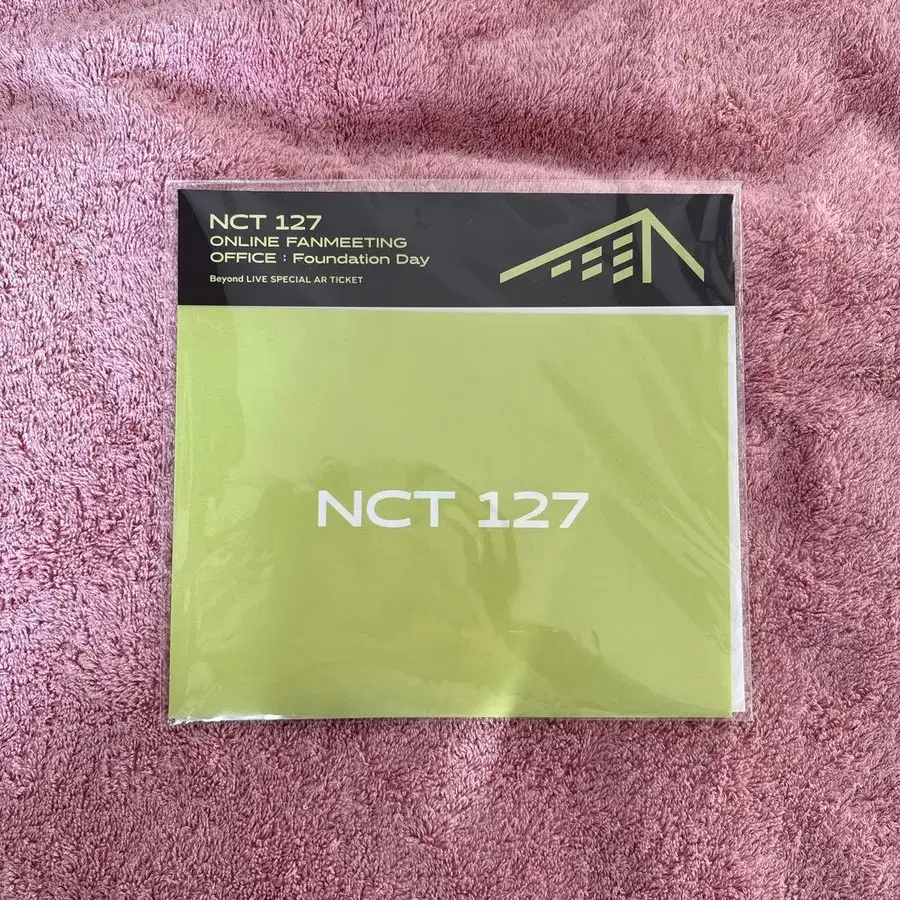 NCT 127
ONLINE FANMEETING
OFFICE : Foundation Day
Beyond LIVE SPECIAL AR TICKET
NCT 127